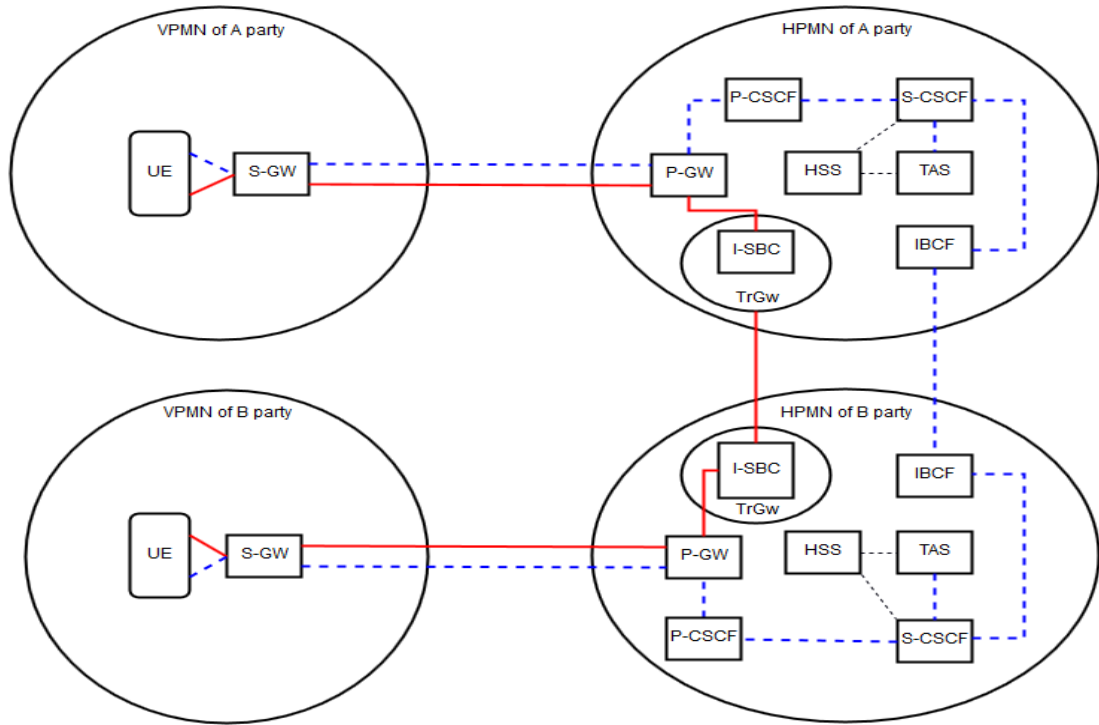 VPMN of A party
HPMN of A party
P-CSCF
S-CSCF
UE
S-GW
P-GW
HSS
TAS
I-SBC
IBCF
TrGw
VPMN of B party
HPMN of B party
I-SBC
IBCF
TrGw
UE
S-GW
P-GW
HSS
TAS
P-CSCF
S-CSCF